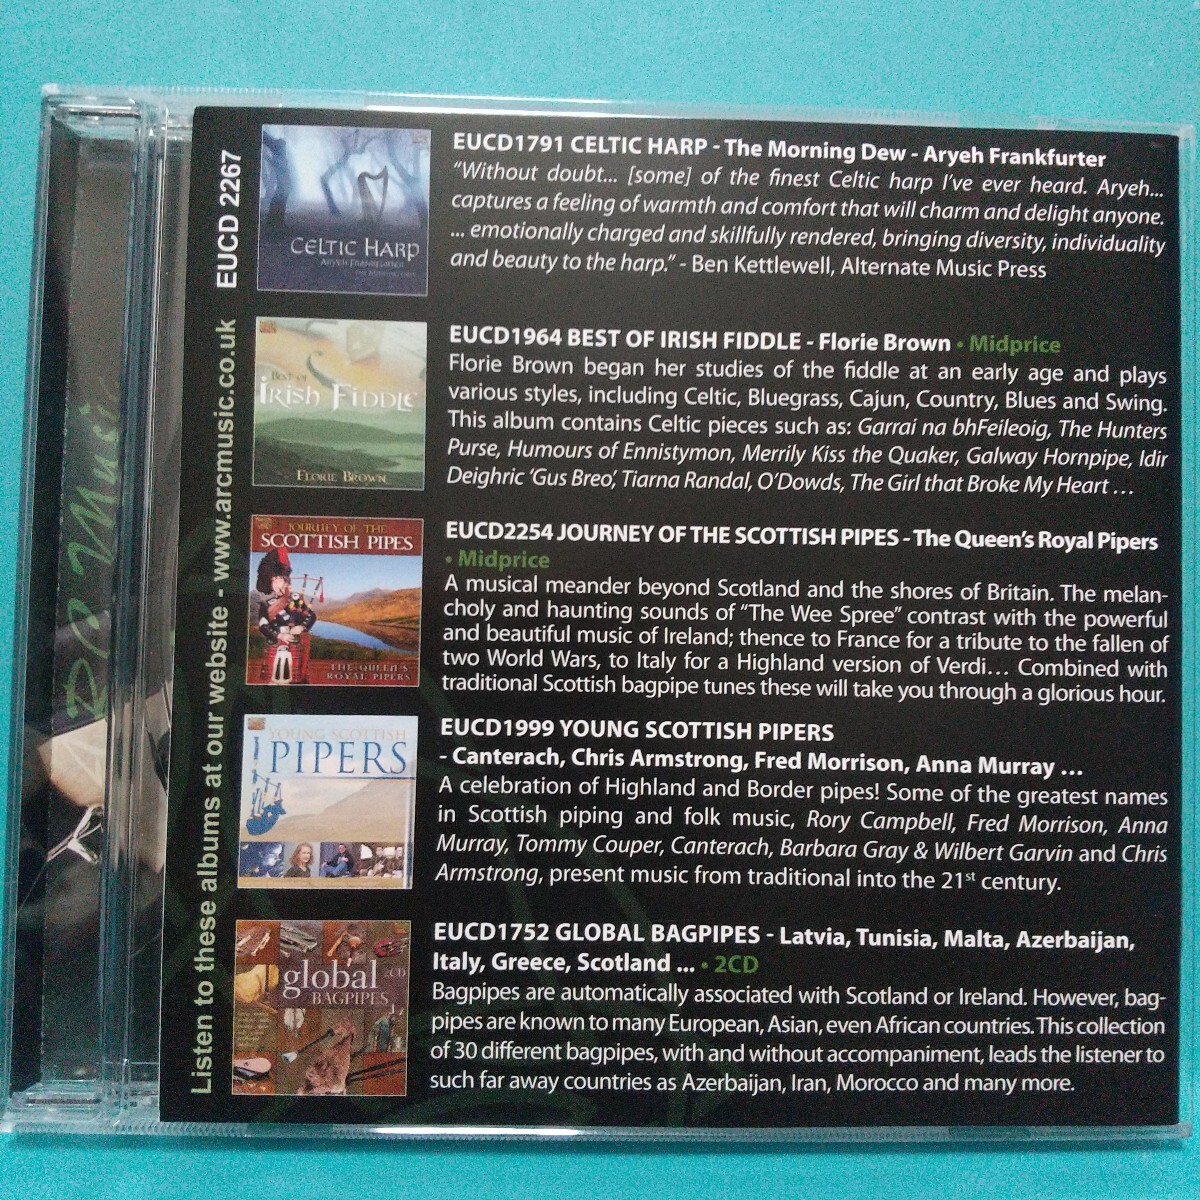 EUCD 2267
Listen to these albums at our website - www.arcmusic.co.uk
CELTIC HARP
ARYEH FRANKFURTER
EUCD1791 CELTIC HARP - The Morning Dew - Aryeh Frankfurter
“Without doubt... [some] of the finest Celtic harp I’ve ever heard. Aryeh...
captures a feeling of warmth and comfort that will charm and delight anyone.
... emotionally charged and skillfully rendered, bringing diversity, individuality
and beauty to the harp.” - Ben Kettlewell, Alternate Music Press
BEST OF
IRISH FIDDLE
FLORIE BROWN
EUCD1964 BEST OF IRISH FIDDLE - Florie Brown • Midprice
Florie Brown began her studies of the fiddle at an early age and plays
various styles, including Celtic, Bluegrass, Cajun, Country, Blues and Swing.
This album contains Celtic pieces such as: Garrai na bhFeileoig, The Hunters
Purse, Humours of Ennistymon, Merrily Kiss the Quaker, Galway Hornpipe, Idir
Deighric ‘Gus Breo’, Tiarna Randal, O’Dowds, The Girl that Broke My Heart …
JOURNEY OF THE
SCOTTISH PIPES
THE QUEEN'S
ROYAL PIPERS
EUCD2254 JOURNEY OF THE SCOTTISH PIPES - The Queen’s Royal Pipers
• Midprice
A musical meander beyond Scotland and the shores of Britain. The melan-
choly and haunting sounds of “The Wee Spree” contrast with the powerful
and beautiful music of Ireland; thence to France for a tribute to the fallen of
two World Wars, to Italy for a Highland version of Verdi… Combined with
traditional Scottish bagpipe tunes these will take you through a glorious hour.
YOUNG SCOTTISH
PIPERS
EUCD1999 YOUNG SCOTTISH PIPERS
- Canterach, Chris Armstrong, Fred Morrison, Anna Murray …
A celebration of Highland and Border pipes! Some of the greatest names
in Scottish piping and folk music, Rory Campbell, Fred Morrison, Anna
Murray, Tommy Couper, Canterach, Barbara Gray & Wilbert Garvin and Chris
Armstrong, present music from traditional into the 21st century.
global 2CD
BAGPIPES
EUCD1752 GLOBAL BAGPIPES - Latvia, Tunisia, Malta, Azerbaijan,
Italy, Greece, Scotland ... • 2CD
Bagpipes are automatically associated with Scotland or Ireland. However, bag-
pipes are known to many European, Asian, even African countries. This collection
of 30 different bagpipes, with and without accompaniment, leads the listener to
such far away countries as Azerbaijan, Iran, Morocco and many more.